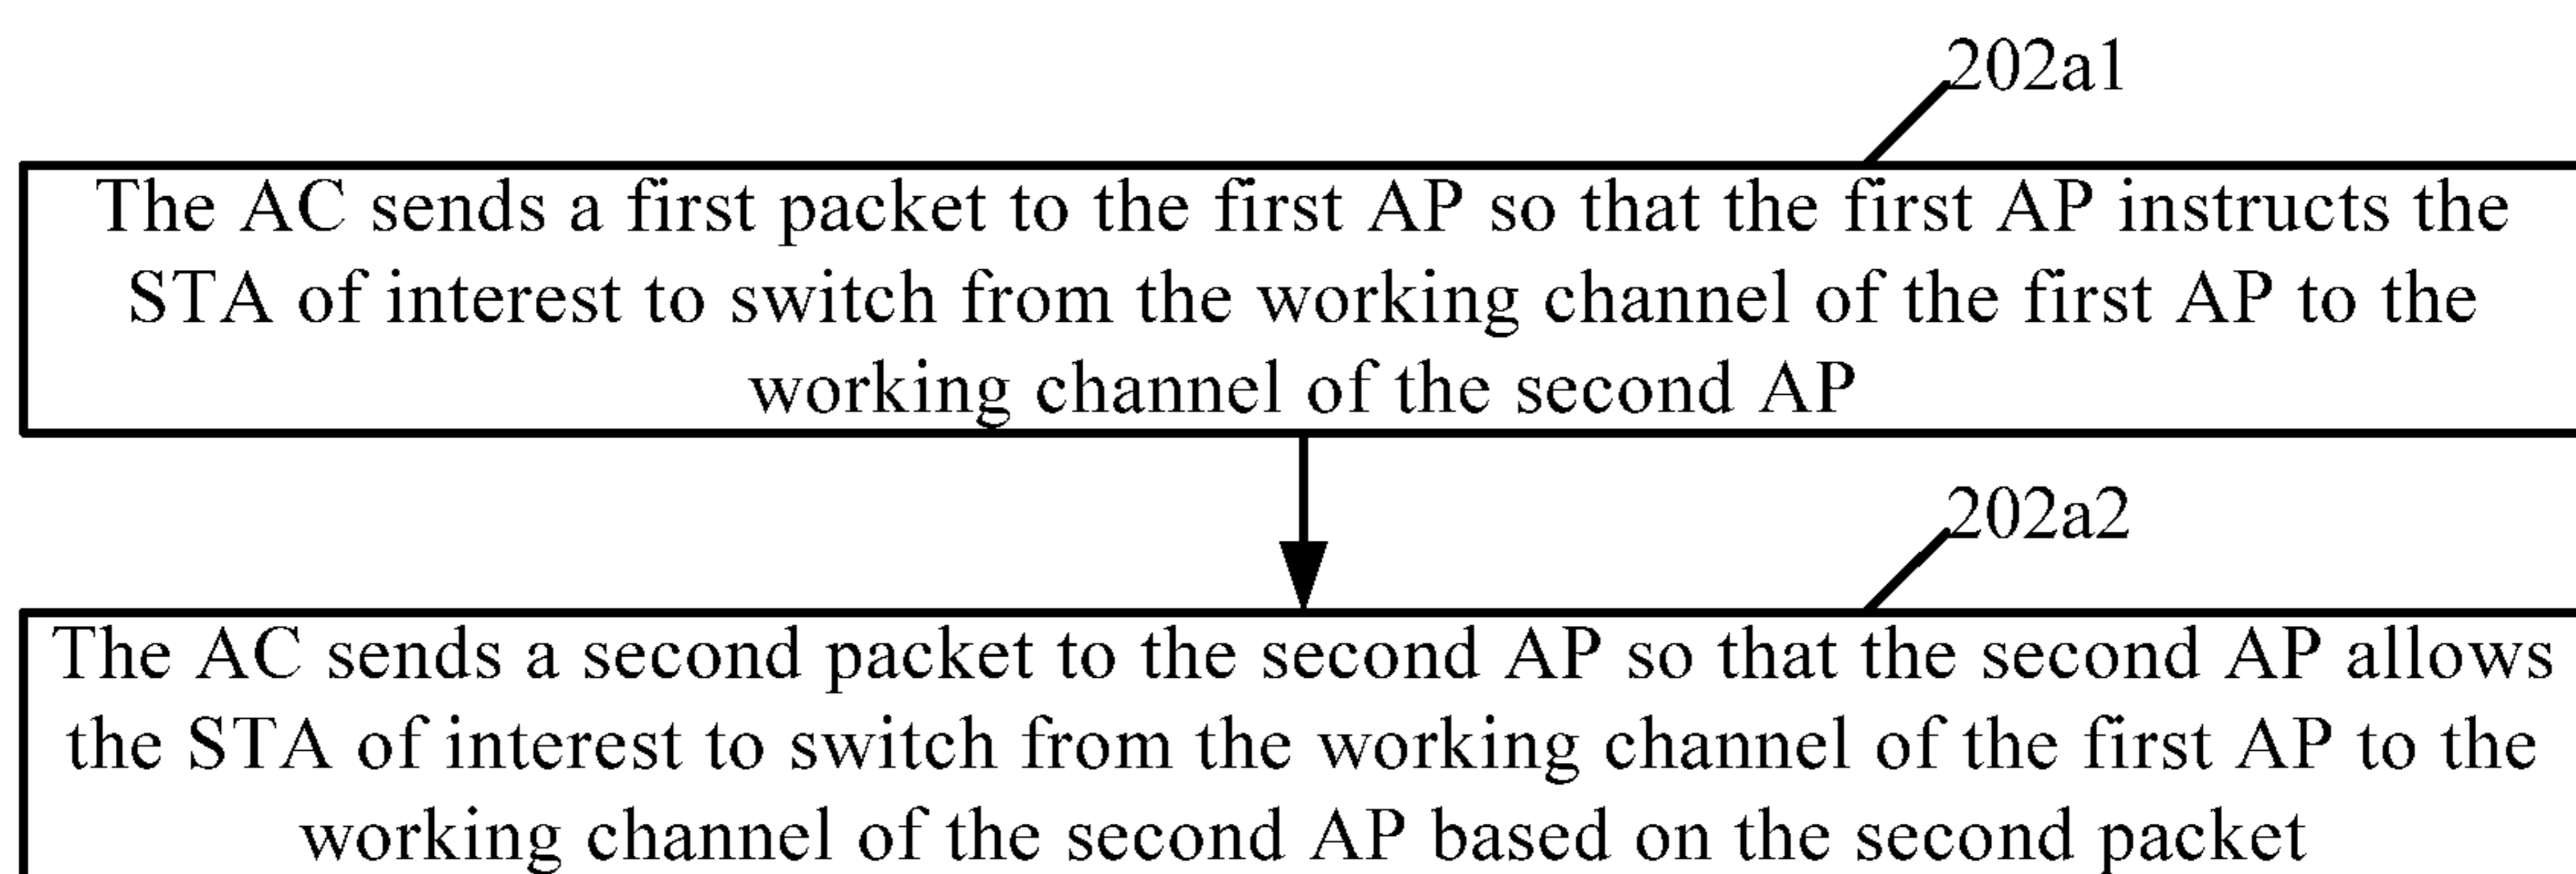 202a1
The AC sends a first packet to the first AP so that the first AP instructs the
STA of interest to switch from the working channel of the first AP to the
working channel of the second AP
202a2
The AC sends a second packet to the second AP so that the second AP allows
the STA of interest to switch from the working channel of the first AP to the
working channel of the second AP based on the second packet